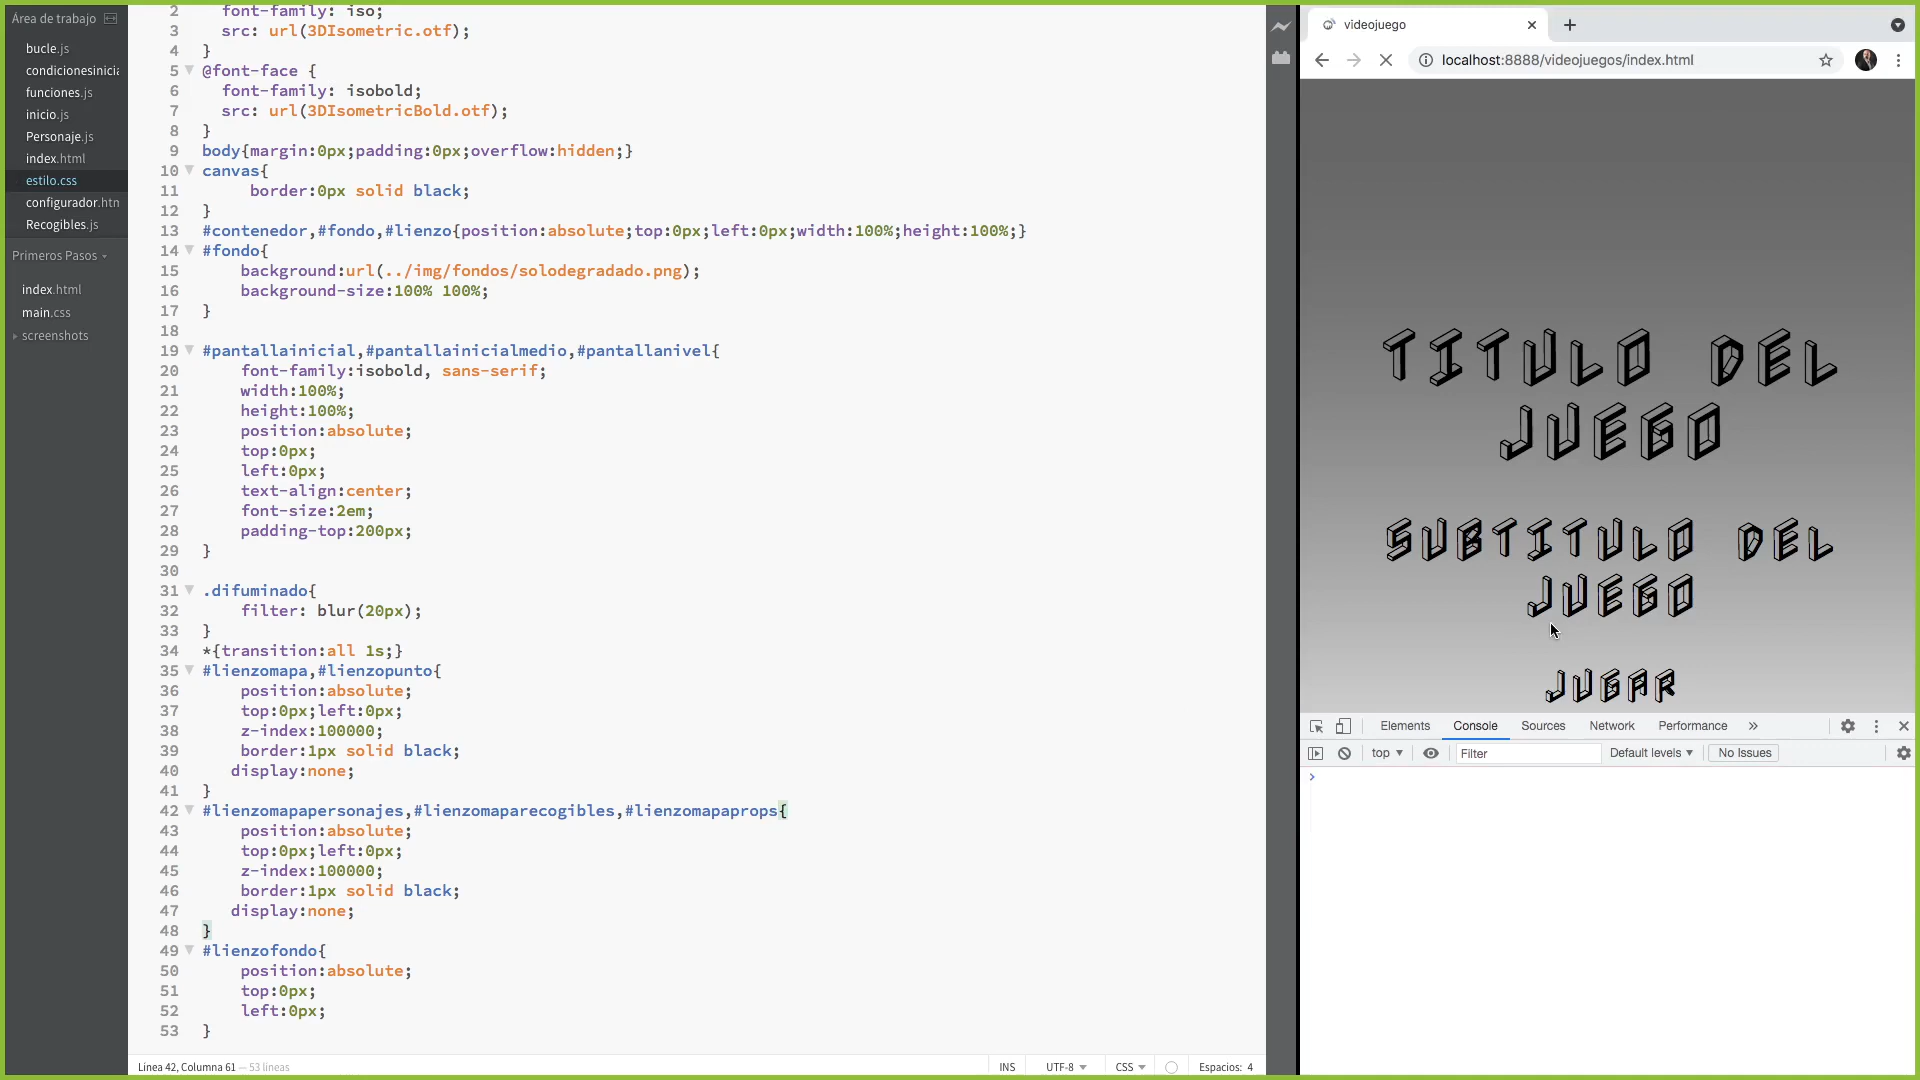 Área de trabajo
bucle.js
condicionesinicia
funciones.js
inicio.js
Personaje.js
index.html
estilo.css
configurador.htm
Recogibles.js
Primeros Pasos
index.html
main.css
screenshots
2 font-family: iso;
3 src: url(3DIsometric.otf);
4 }
5 @font-face {
6 font-family: isobold;
7 src: url(3DIsometricBold.otf);
8 }
9 body{margin:0px;padding:0px;overflow:hidden;}
10 canvas{
11 border:0px solid black;
12 }
13 #contenedor,#fondo,#lienzo{position:absolute;top:0px;left:0px;width:100%;height:100%;}
14 #fondo{
15 background:url(../img/fondos/solodegradado.png);
16 background-size:100% 100%;
17 }
18
19 #pantallainicial,#pantallainicialmedio,#pantallanivel{
20 font-family:isobold, sans-serif;
21 width:100%;
22 height:100%;
23 position:absolute;
24 top:0px;
25 left:0px;
26 text-align:center;
27 font-size:2em;
28 padding-top:200px;
29 }
30
31 .difuminado{
32 filter: blur(20px);
33 }
34 *{transition:all 1s;}
35 #lienzomapa,#lienzopunto{
36 position:absolute;
37 top:0px;left:0px;
38 z-index:100000;
39 border:1px solid black;
40 display:none;
41 }
42 #lienzomapapersonajes,#lienzomaparecogibles,#lienzomapaprops{
43 position:absolute;
44 top:0px;left:0px;
45 z-index:100000;
46 border:1px solid black;
47 display:none;
48 }
49 #lienzofondo{
50 position:absolute;
51 top:0px;
52 left:0px;
53 }
Línea 42, Columna 61 — 53 líneas
INS UTF-8 CSS Espacios: 4
videojuego
localhost:8888/videojuegos/index.html
TITULO DEL
JUEGO
SUBTITULO DEL
JUEGO
JUGAR
Elements Console Sources Network Performance »
top Filter Default levels No Issues